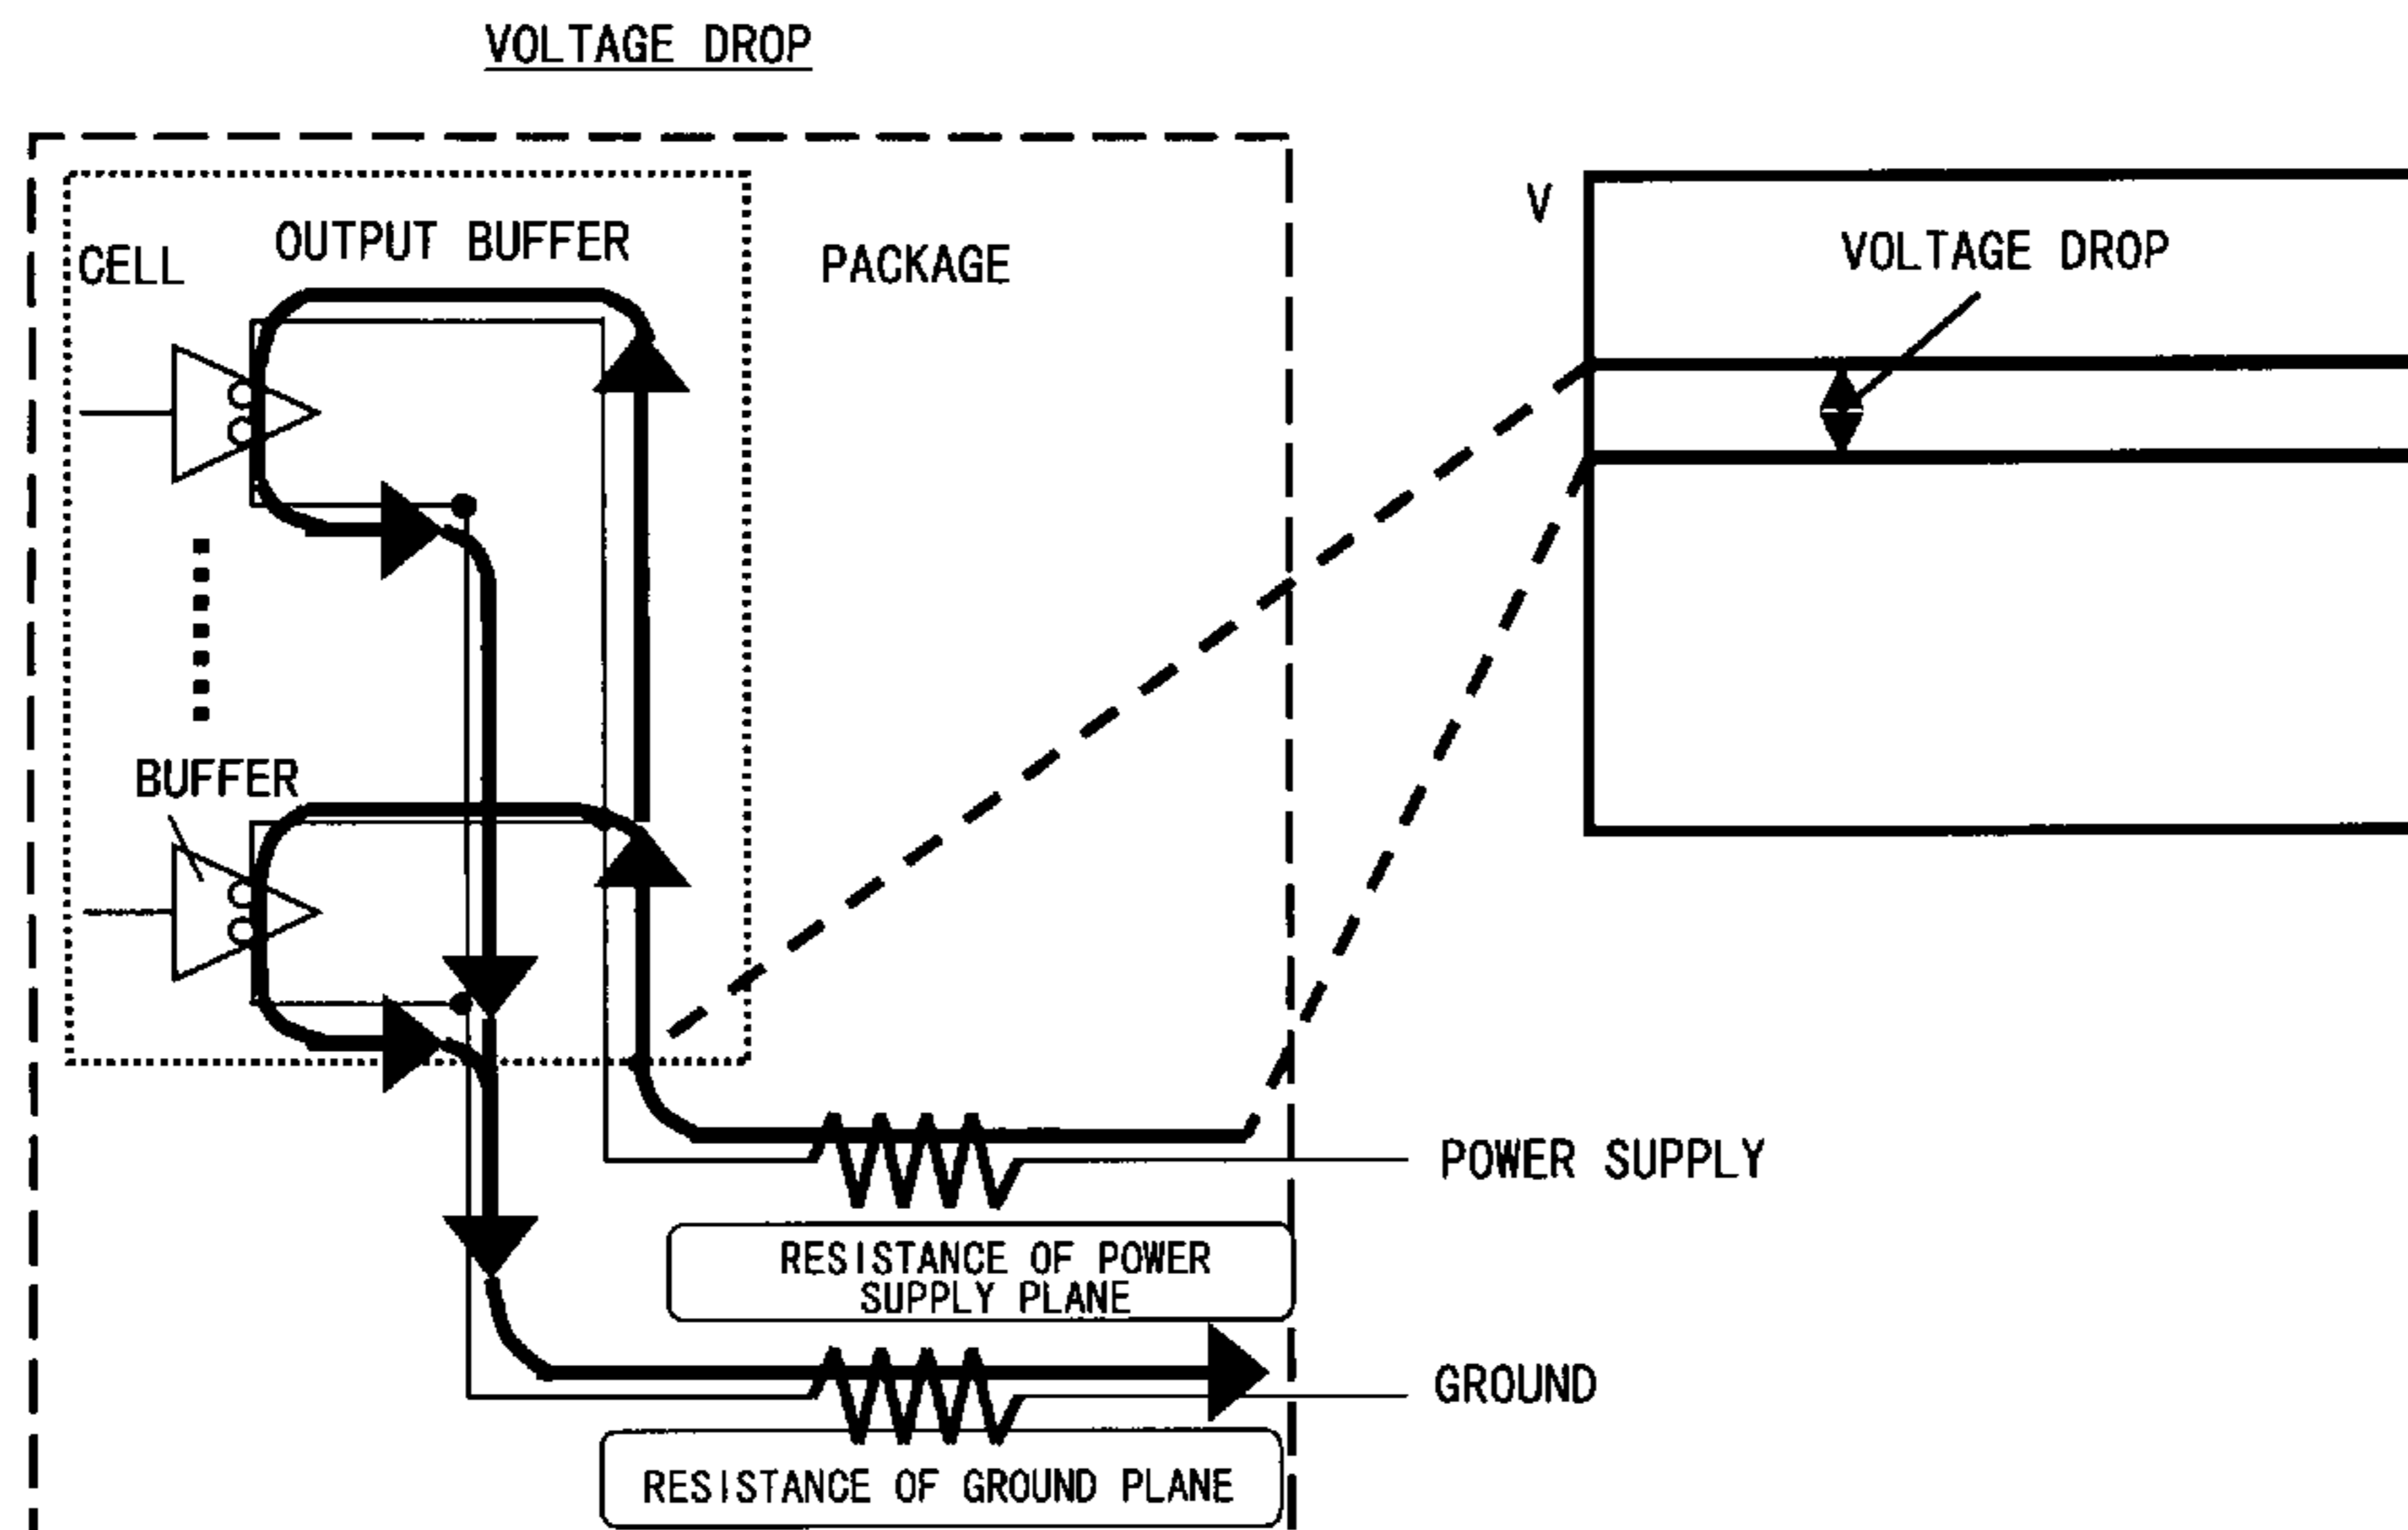 VOLTAGE DROP
CELL
OUTPUT BUFFER
PACKAGE
V
VOLTAGE DROP
BUFFER
POWER SUPPLY
RESISTANCE OF POWER
SUPPLY PLANE
GROUND
RESISTANCE OF GROUND PLANE